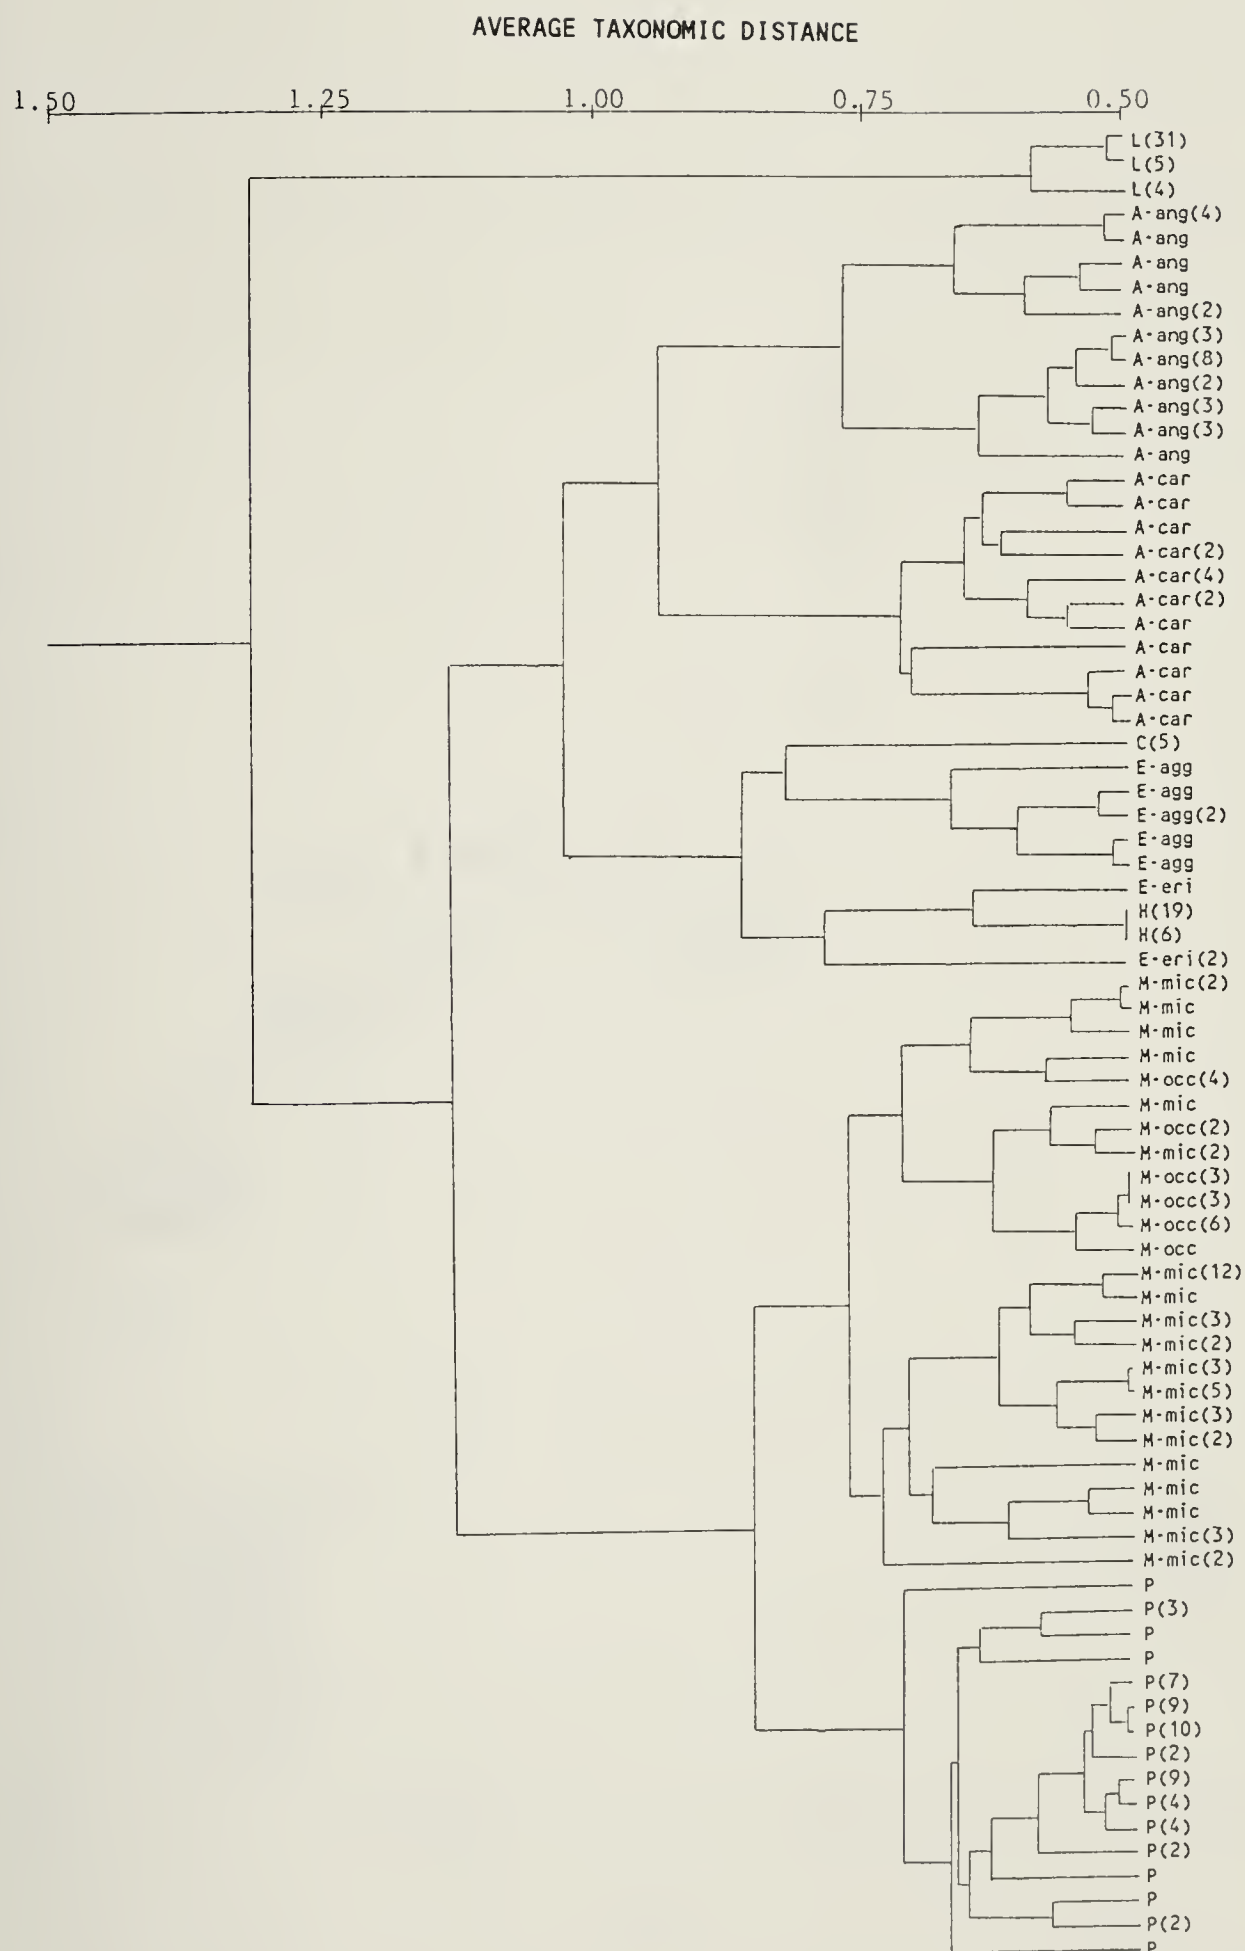 AVERAGE TAXONOMIC DISTANCE
1.50 1.25 1.00 0.75 0.50
L(31)
L(5)
L(4)
A-ang(4)
A-ang
A-ang
A-ang
A-ang(2)
A-ang(3)
A-ang(8)
A-ang(2)
A-ang(3)
A-ang(3)
A-ang
A-car
A-car
A-car
A-car(2)
A-car(4)
A-car(2)
A-car
A-car
A-car
A-car
A-car
C(5)
E-agg
E-agg
E-agg(2)
E-agg
E-agg
E-eri
H(19)
H(6)
E-eri(2)
M-mic(2)
M-mic
M-mic
M-mic
M-occ(4)
M-mic
M-occ(2)
M-mic(2)
M-occ(3)
M-occ(3)
M-occ(6)
M-occ
M-mic(12)
M-mic
M-mic(3)
M-mic(2)
M-mic(3)
M-mic(5)
M-mic(3)
M-mic(2)
M-mic
M-mic
M-mic
M-mic(3)
M-mic(2)
P
P(3)
P
P
P(7)
P(9)
P(10)
P(2)
P(9)
P(4)
P(4)
P(2)
P
P
P(2)
P